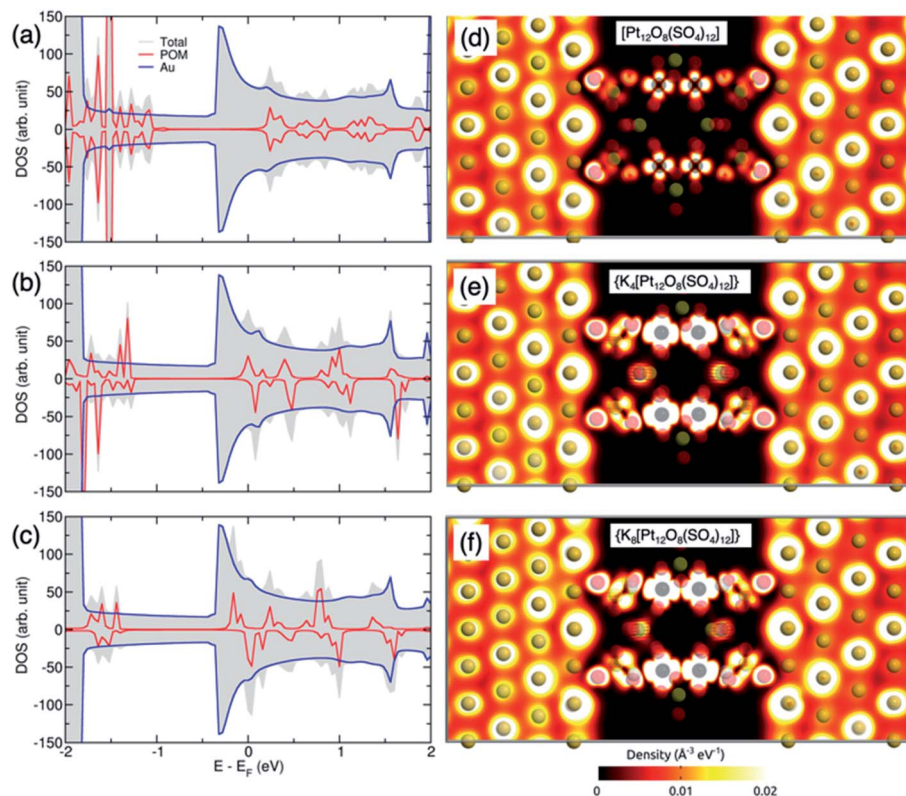 (a)
Total
POM
Au
DOS (arb. unit)
150
100
50
0
50
-100
-150
(b)
DOS (arb. unit)
150
100
50
0
50
-100
-150
(c)
DOS (arb. unit)
150
100
50
0
50
-100
-150
-2
-1
0
1
2
E - E_F (eV)
(d)
[Pt₁₂O₈(SO₄)₁₂]
(e)
{K₄[Pt₁₂O₈(SO₄)₁₂]}
(f)
{K₈[Pt₁₂O₈(SO₄)₁₂]}
Density (Å⁻³ eV⁻¹)
0
0.01
0.02